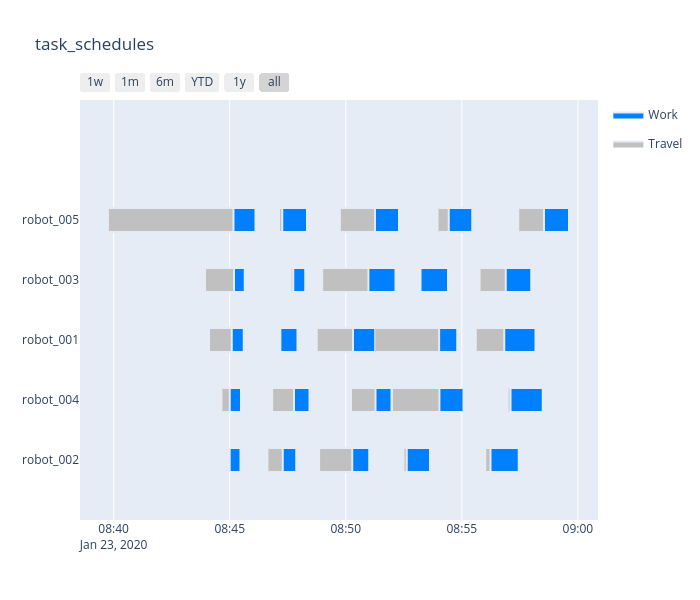 task_schedules
1w 1m 6m YTD 1y all
Work
Travel
robot_005
robot_003
robot_001
robot_004
robot_002
08:40 08:45 08:50 08:55 09:00
Jan 23, 2020